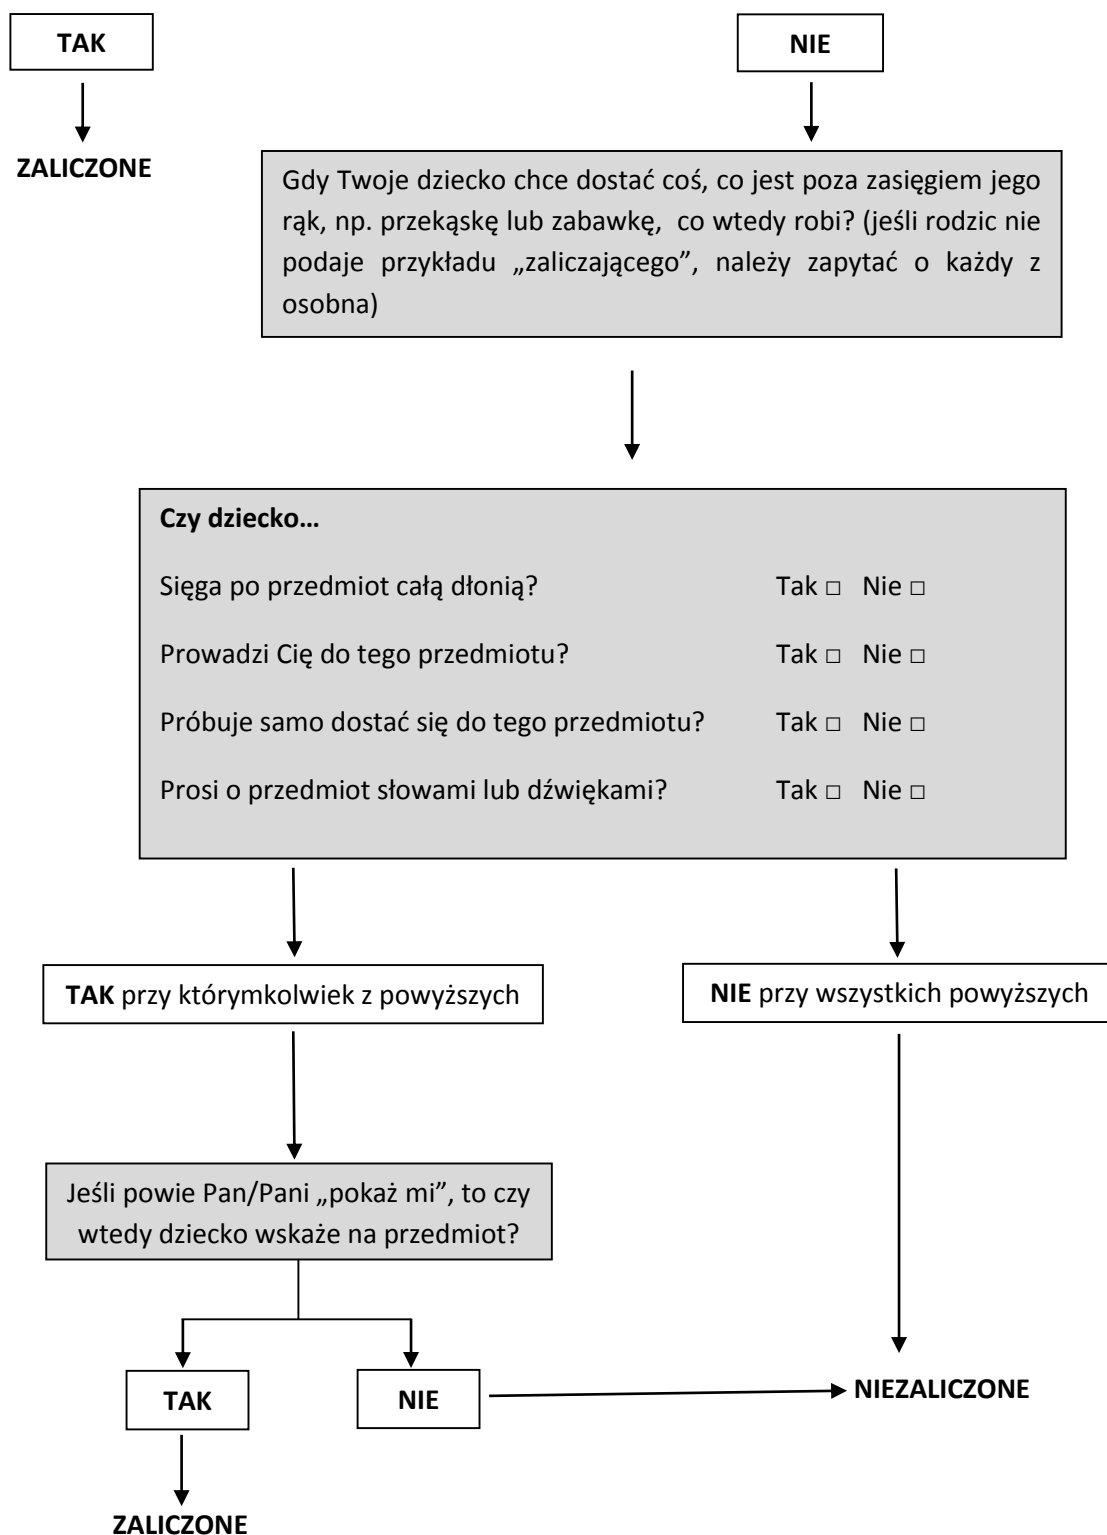 TAK
NIE
ZALICZONE
Gdy Twoje dziecko chce dostać coś, co jest poza zasięgiem jego
rąk, np. przekąskę lub zabawkę, co wtedy robi? (jeśli rodzic nie
podaje przykładu „zaliczającego”, należy zapytać o każdy z
osobna)
Czy dziecko…
Sięga po przedmiot całą dłonią? Tak □ Nie □
Prowadzi Cię do tego przedmiotu? Tak □ Nie □
Próbuje samo dostać się do tego przedmiotu? Tak □ Nie □
Prosi o przedmiot słowami lub dźwiękami? Tak □ Nie □
TAK przy którymkolwiek z powyższych
NIE przy wszystkich powyższych
Jeśli powie Pan/Pani „pokaż mi”, to czy
wtedy dziecko wskaże na przedmiot?
TAK
NIE
NIEZALICZONE
ZALICZONE